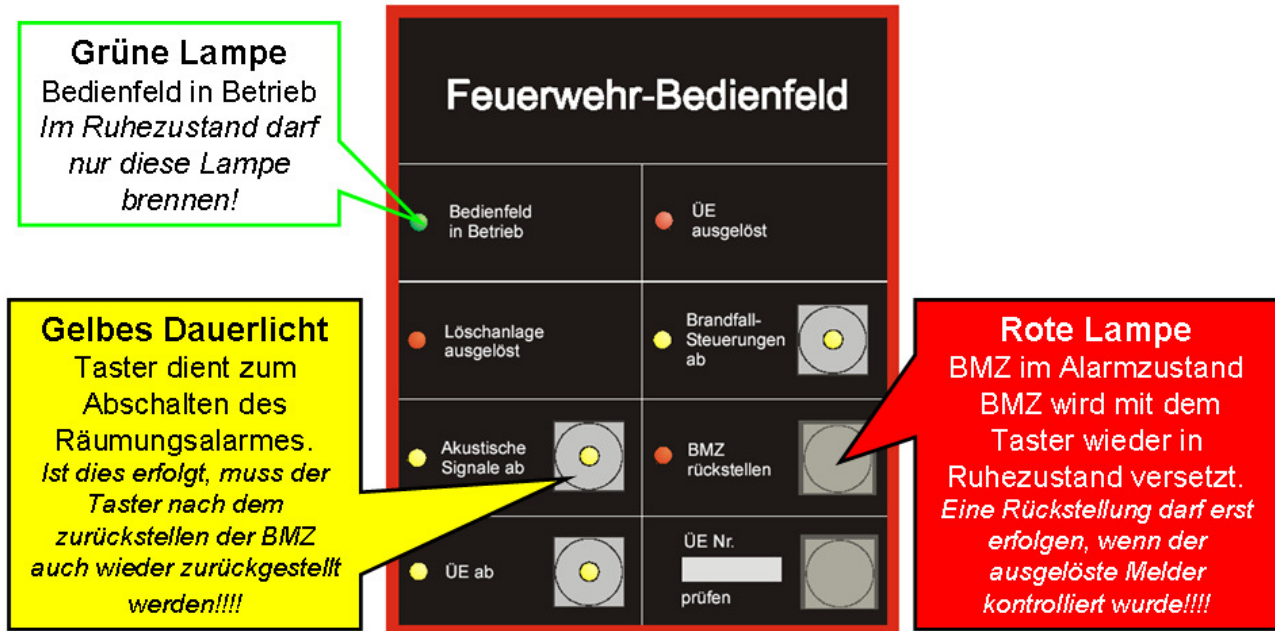 Grüne Lampe
Bedienfeld in Betrieb
Im Ruhezustand darf
nur diese Lampe
brennen!
Feuerwehr-Bedienfeld
Bedienfeld
in Betrieb
ÜE
ausgelöst
Löschanlage
ausgelöst
Brandfall-
Steuerungen
ab
Akustische
Signale ab
BMZ
rückstellen
ÜE ab
ÜE Nr.
prüfen
Gelbes Dauerlicht
Taster dient zum
Abschalten des
Räumungsalarmes.
Ist dies erfolgt, muss der
Taster nach dem
zurückstellen der BMZ
auch wieder zurückgestellt
werden!!!!
Rote Lampe
BMZ im Alarmzustand
BMZ wird mit dem
Taster wieder in
Ruhezustand versetzt.
Eine Rückstellung darf erst
erfolgen, wenn der
ausgelöste Melder
kontrolliert wurde!!!!